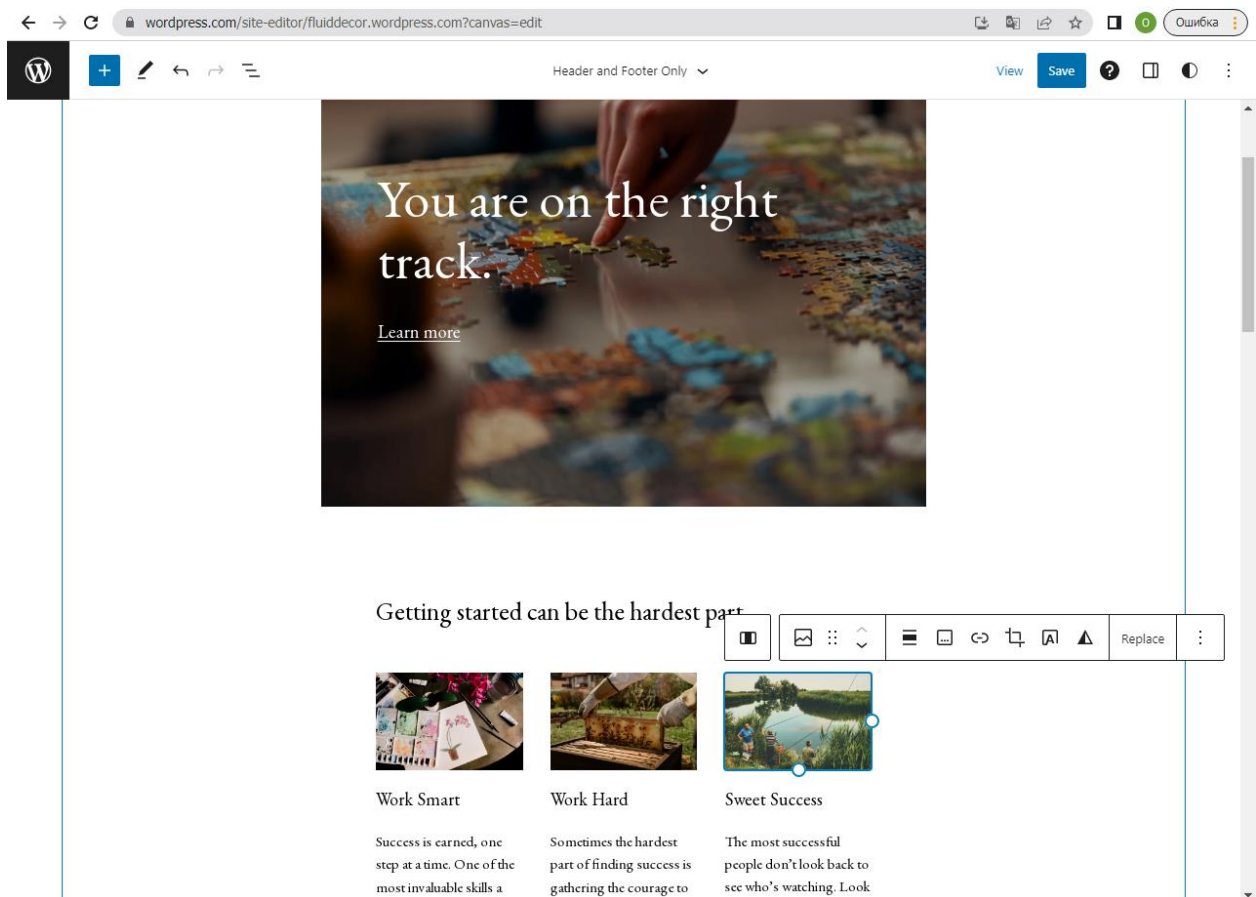 wordpress.com/site-editor/fluiddecor.wordpress.com?canvas=edit
О
Ошибка
Header and Footer Only
View
Save
You are on the right
track.
Learn more
Getting started can be the hardest part
Replace
Work Smart
Work Hard
Sweet Success
Success is earned, one
step at a time. One of the
most invaluable skills a
Sometimes the hardest
part of finding success is
gathering the courage to
The most successful
people don’t look back to
see who’s watching. Look